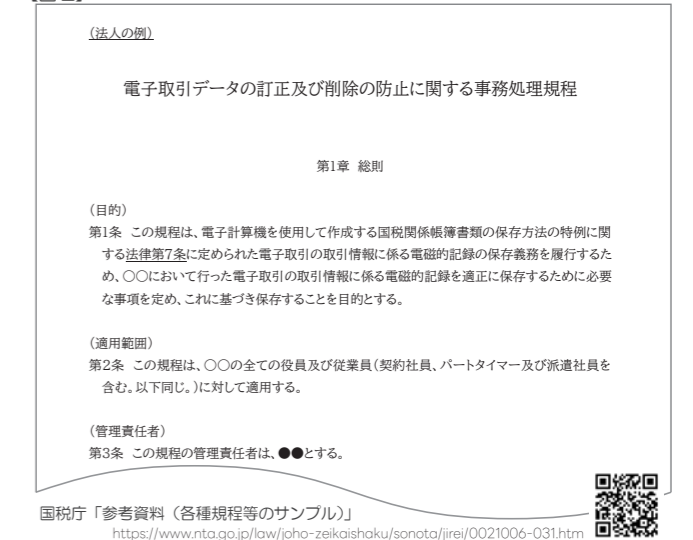 (法人の例)
電子取引データの訂正及び削除の防止に関する事務処理規程
第1章 総則
(目的)
第1条 この規程は、電子計算機を使用して作成する国税関係帳簿書類の保存方法の特例に関
する法律第7条に定められた電子取引の取引情報に係る電磁的記録の保存義務を履行するた
め、○○において行った電子取引の取引情報に係る電磁的記録を適正に保存するために必要
な事項を定め、これに基づき保存することを目的とする。
(適用範囲)
第2条 この規程は、○○の全ての役員及び従業員(契約社員、パートタイマー及び派遣社員を
含む。以下同じ。)に対して適用する。
(管理責任者)
第3条 この規程の管理責任者は、●●とする。
国税庁「参考資料(各種規程等のサンプル)」
https://www.nta.go.jp/law/joho-zeikaishaku/sonota/jirei/0021006-031.htm